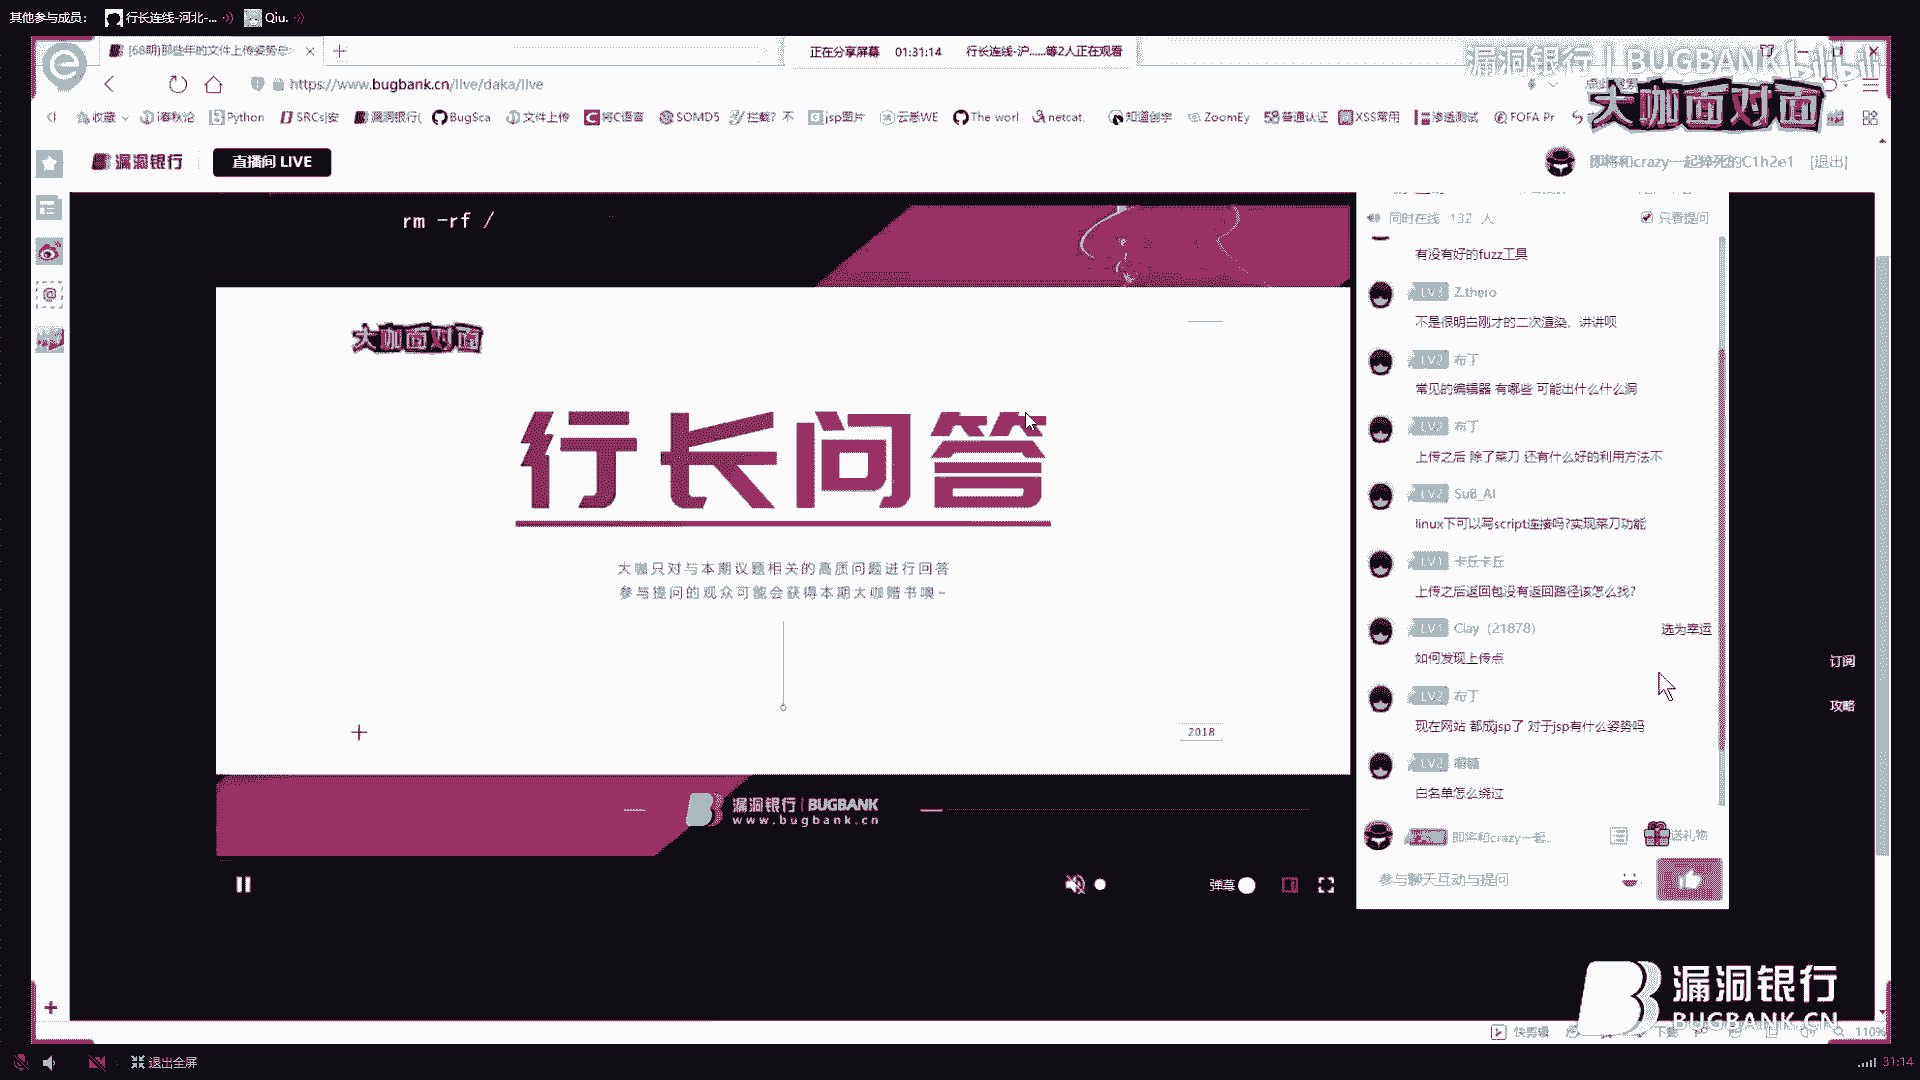 其他参与成员:
行长连线-河北-...
Qiu.
[68期]那些年的文件上传姿势总
正在分享屏幕 01:31:14 行长连线-沪......等2人正在观看
漏洞银行 | BUGBANK
bilibili
https://www.bugbank.cn/live/daka/live
大咖面对面
收藏
i春秋论
Python
SRCs|安
漏洞银行(
BugSca
文件上传
将C语言
SOMD5
拦截? 不
jsp图片
云悉WE
The worl
netcat.
知道创宇
ZoomEy
普通认证
XSS常用
渗透测试
FOFA Pr
漏洞银行
直播间 LIVE
即将和crazy一起猝死的C1h2e1 [退出]
rm -rf /
同时在线 132 人
只看提问
有没有好的fuzz工具
LV3 Z.thero
不是很明白刚才的二次渲染。讲讲呗
LV2 布丁
常见的编辑器 有哪些 可能出什么什么洞
LV2 布丁
上传之后 除了菜刀 还有什么好的利用方法不
LV2 SuB_AI
linux下可以写script连接吗?实现菜刀功能
LV1 卡丘卡丘
上传之后返回包没有返回路径该怎么找?
LV1 Clay (21878)
选为幸运
如何发现上传点
LV2 布丁
现在网站 都成jsp了 对于jsp有什么姿势吗
LV2
白名单怎么绕过
即将和crazy一起...
送礼物
参与聊天互动与提问
大咖面对面
行长问答
大咖只对与本期议题相关的高质问题进行回答
参与提问的观众可能会获得本期大咖赠书噢~
2018
漏洞银行 | BUGBANK
www.bugbank.cn
弹幕
订阅
攻略
漏洞银行
BUGBANK.CN
快剪辑
下载
110%
退出全屏
31:14